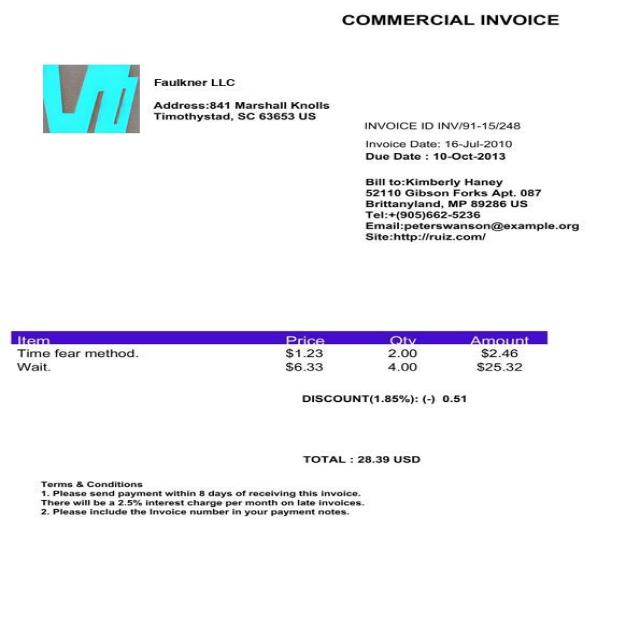 COMMERCIAL INVOICE
Faulkner LLC
Address:841 Marshall Knolls
Timothystad, SC 63653 US
INVOICE ID INV/91-15/248
Invoice Date: 16-Jul-2010
Due Date : 10-Oct-2013
Bill to:Kimberly Haney
52110 Gibson Forks Apt. 087
Brittanyland, MP 89286 US
Tel:+(905)662-5236
Email:peterswanson@example.org
Site:http://ruiz.com/
Item Price Qty Amount
Time fear method. $1.23 2.00 $2.46
Wait. $6.33 4.00 $25.32
DISCOUNT(1.85%): (-) 0.51
TOTAL : 28.39 USD
Terms & Conditions
1. Please send payment within 8 days of receiving this invoice.
There will be a 2.5% interest charge per month on late invoices.
2. Please include the Invoice number in your payment notes.